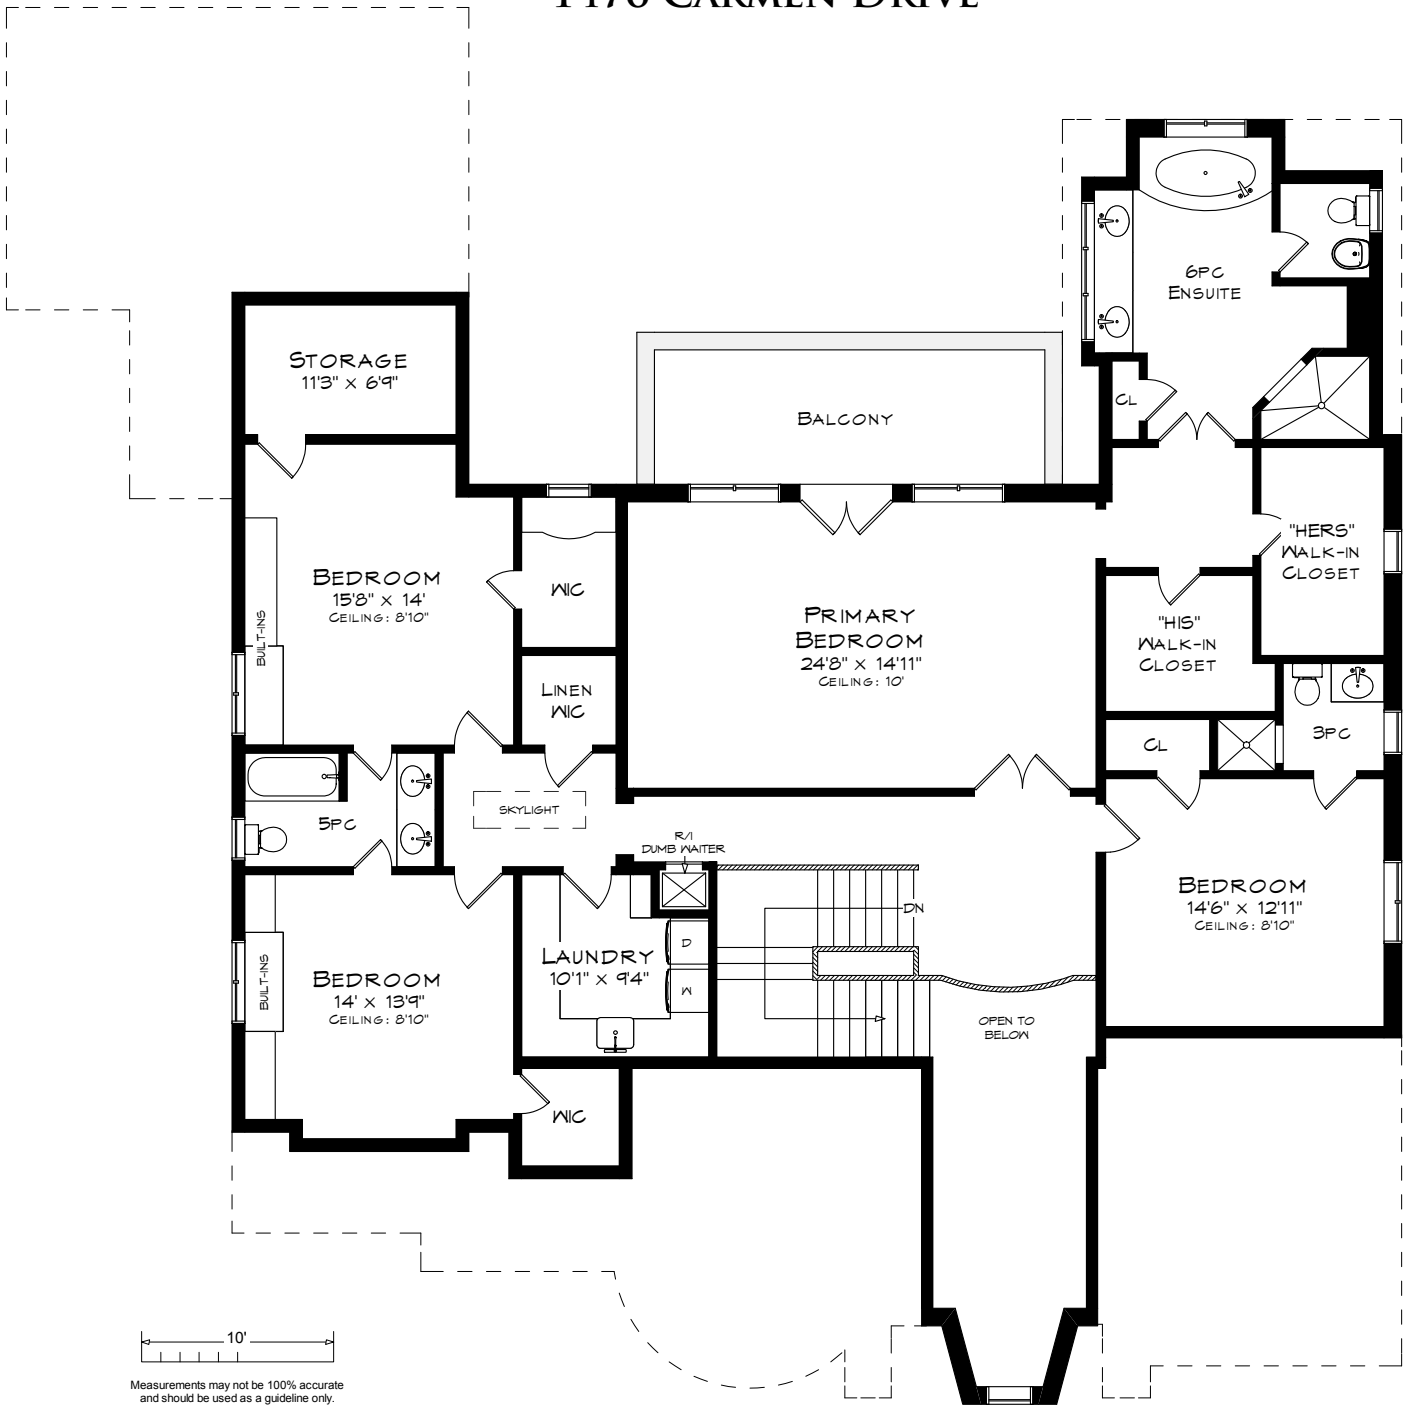 CARMEN DRIVE
6PC
ENSUITE
STORAGE
11'3" x 6'9"
CL
BALCONY
"HERS"
WALK-IN
CLOSET
BEDROOM
15'8" x 14'
CEILING: 8'10"
WIC
BUILT-INS
PRIMARY
BEDROOM
24'8" x 14'11"
CEILING: 10'
"HIS"
WALK-IN
CLOSET
LINEN
WIC
3PC
CL
SKYLIGHT
5PC
R/I
DUMB WAITER
BEDROOM
14'6" x 12'11"
CEILING: 8'10"
DN
D
LAUNDRY
10'1" x 9'4"
W
BEDROOM
14' x 13'9"
CEILING: 8'10"
BUILT-INS
OPEN TO
BELOW
WIC
10'
Measurements may not be 100% accurate
and should be used as a guideline only.